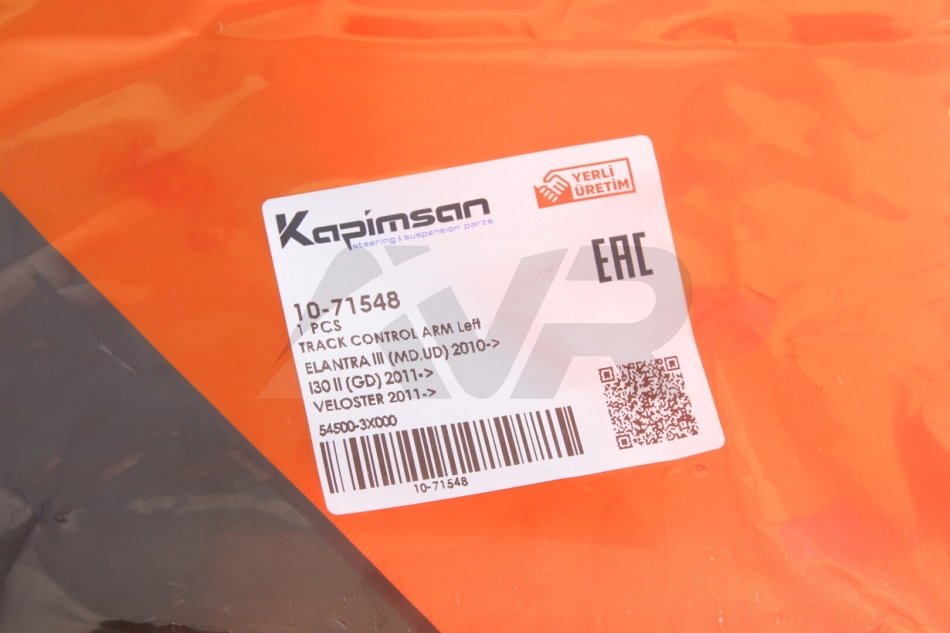 Kapimsan
steering & suspension parts
YERLİ
ÜRETİM
EAC
10-71548
1 PCS
TRACK CONTROL ARM Left
ELANTRA III (MD,UD) 2010->
I30 II (GD) 2011->
VELOSTER 2011->
54500-3X000
10-71548
AVP